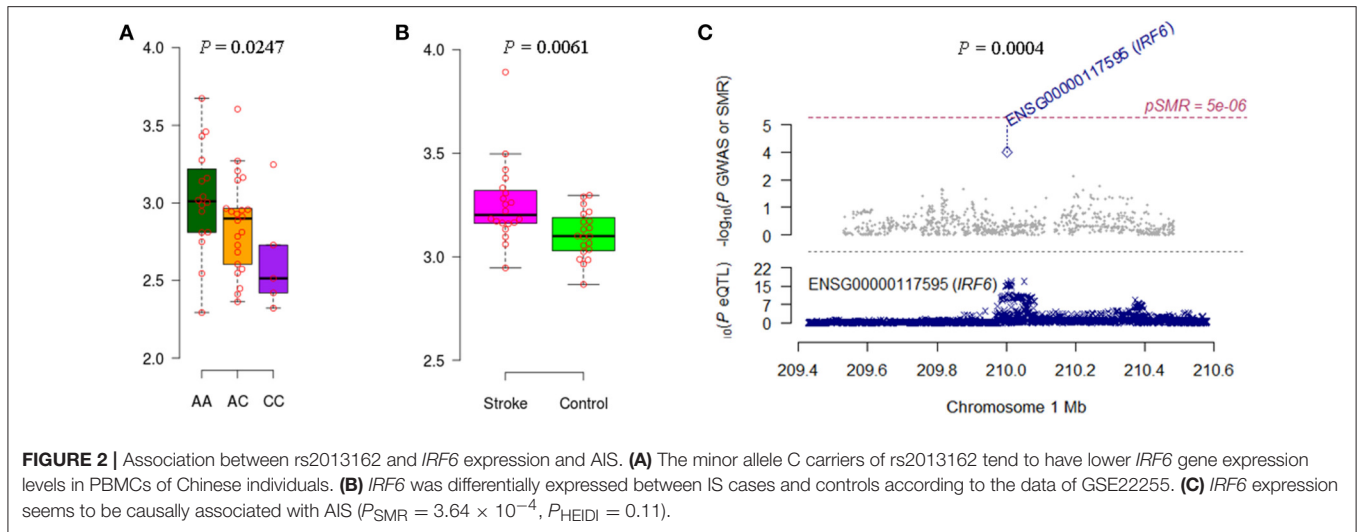 A
P = 0.0247
4.0
3.5
3.0
2.5
2.0
AA AC CC
B
P = 0.0061
4.0
3.5
3.0
2.5
Stroke Control
C
P = 0.0004
ENSG00000117595 (IRF6)
pSMR = 5e-06
-log10(P GWAS or SMR)
5
4
2
1
0
10(P eQTL)
22
15
7
0
ENSG00000117595 (IRF6)
209.4 209.6 209.8 210.0 210.2 210.4 210.6
Chromosome 1 Mb
FIGURE 2 | Association between rs2013162 and IRF6 expression and AIS. (A) The minor allele C carriers of rs2013162 tend to have lower IRF6 gene expression
levels in PBMCs of Chinese individuals. (B) IRF6 was differentially expressed between IS cases and controls according to the data of GSE22255. (C) IRF6 expression
seems to be causally associated with AIS (PSMR = 3.64 × 10−4, PHEIDI = 0.11).